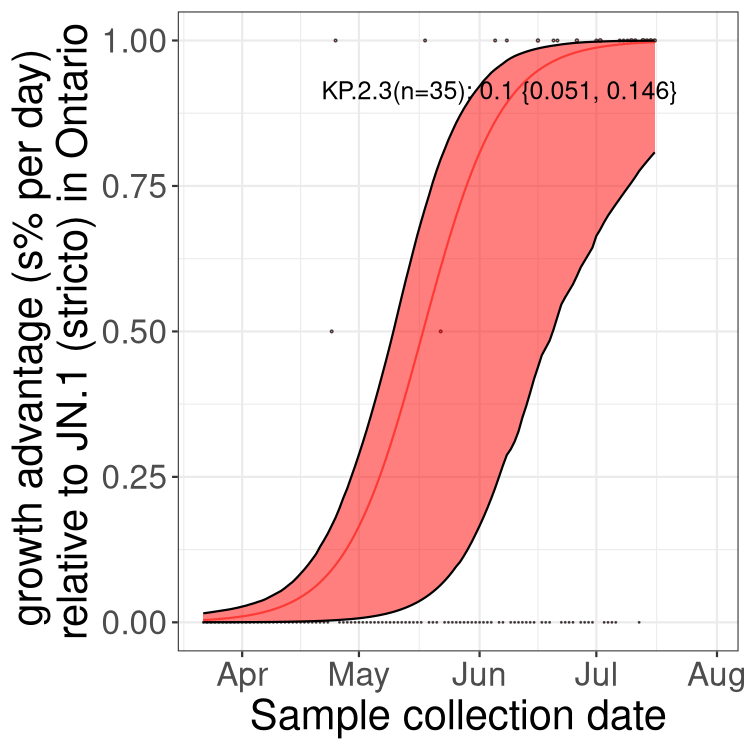 growth advantage (s% per day)
relative to JN.1 (stricto) in Ontario
1.00
0.75
0.50
0.25
0.00
KP.2.3(n=35): 0.1 {0.051, 0.146}
Apr May Jun Jul Aug
Sample collection date